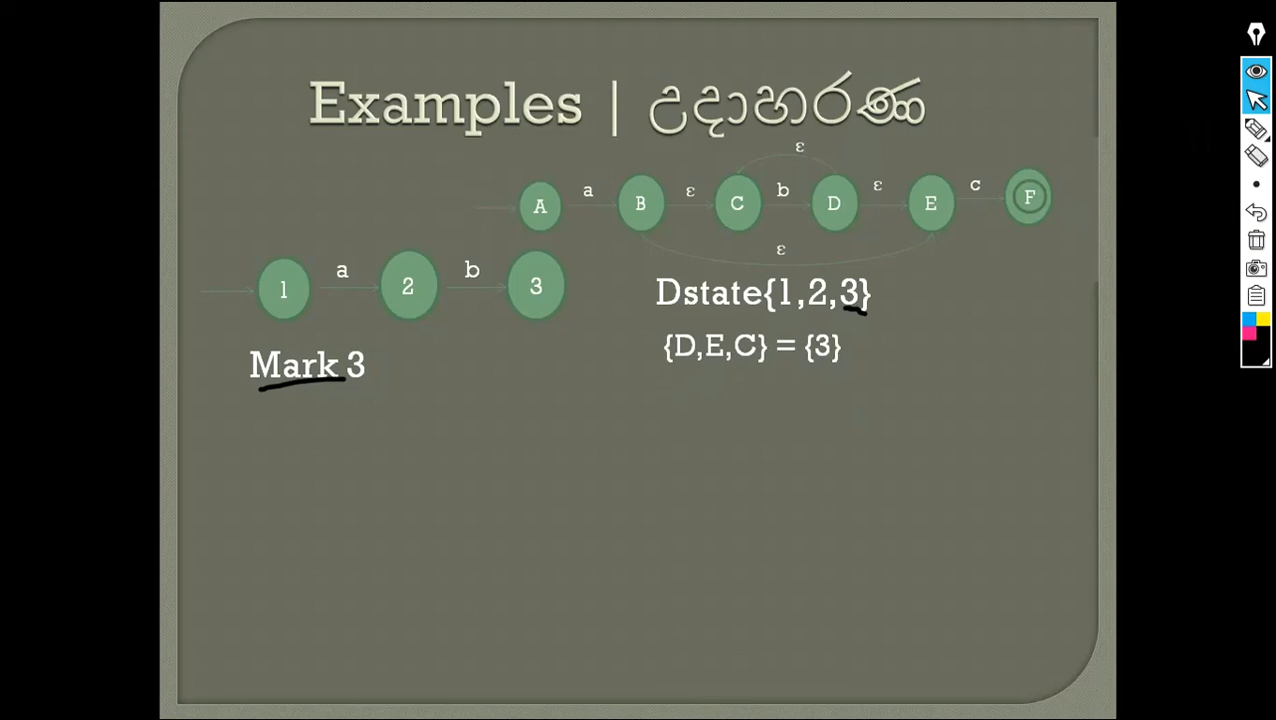 Examples | උදාහරණ
ε
A a B ε C b D ε E c F
ε
1 a 2 b 3
Dstate{1,2,3}
{D,E,C} = {3}
Mark 3